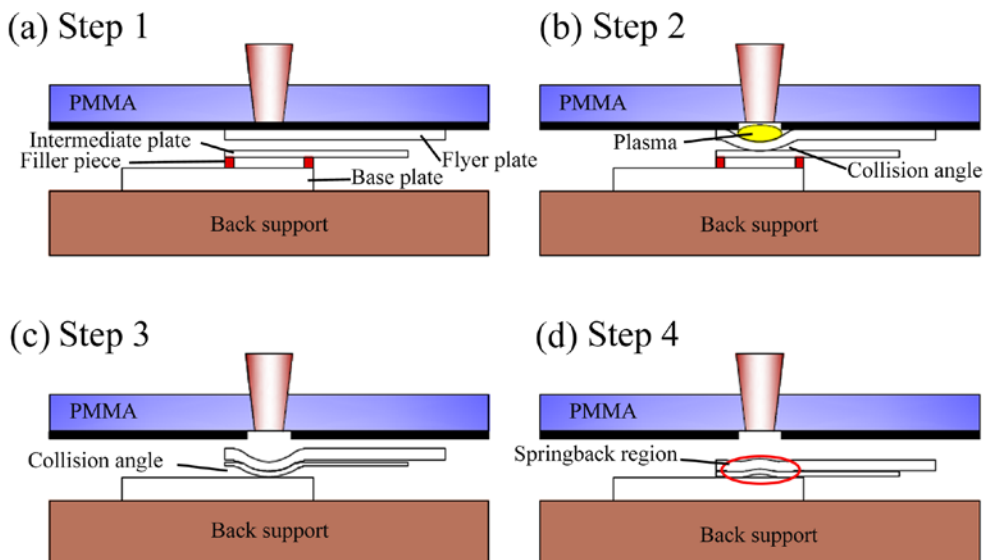 (a) Step 1
PMMA
Intermediate plate
Filler piece
Flyer plate
Base plate
Back support
(b) Step 2
PMMA
Plasma
Collision angle
Back support
(c) Step 3
PMMA
Collision angle
Back support
(d) Step 4
PMMA
Springback region
Back support